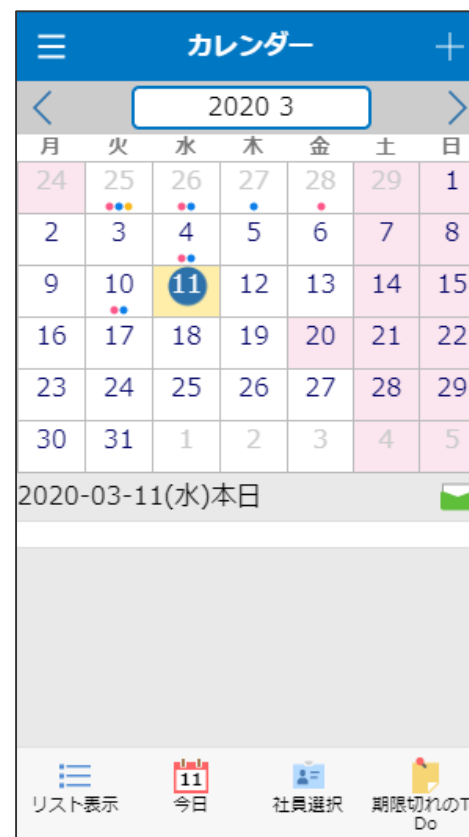 カレンダー
2020 3
月 火 水 木 金 土 日
24 25 26 27 28 29 1
2 3 4 5 6 7 8
9 10 11 12 13 14 15
16 17 18 19 20 21 22
23 24 25 26 27 28 29
30 31 1 2 3 4 5
2020-03-11(水)本日
11
リスト表示 今日 社員選択 期限切れのT
Do